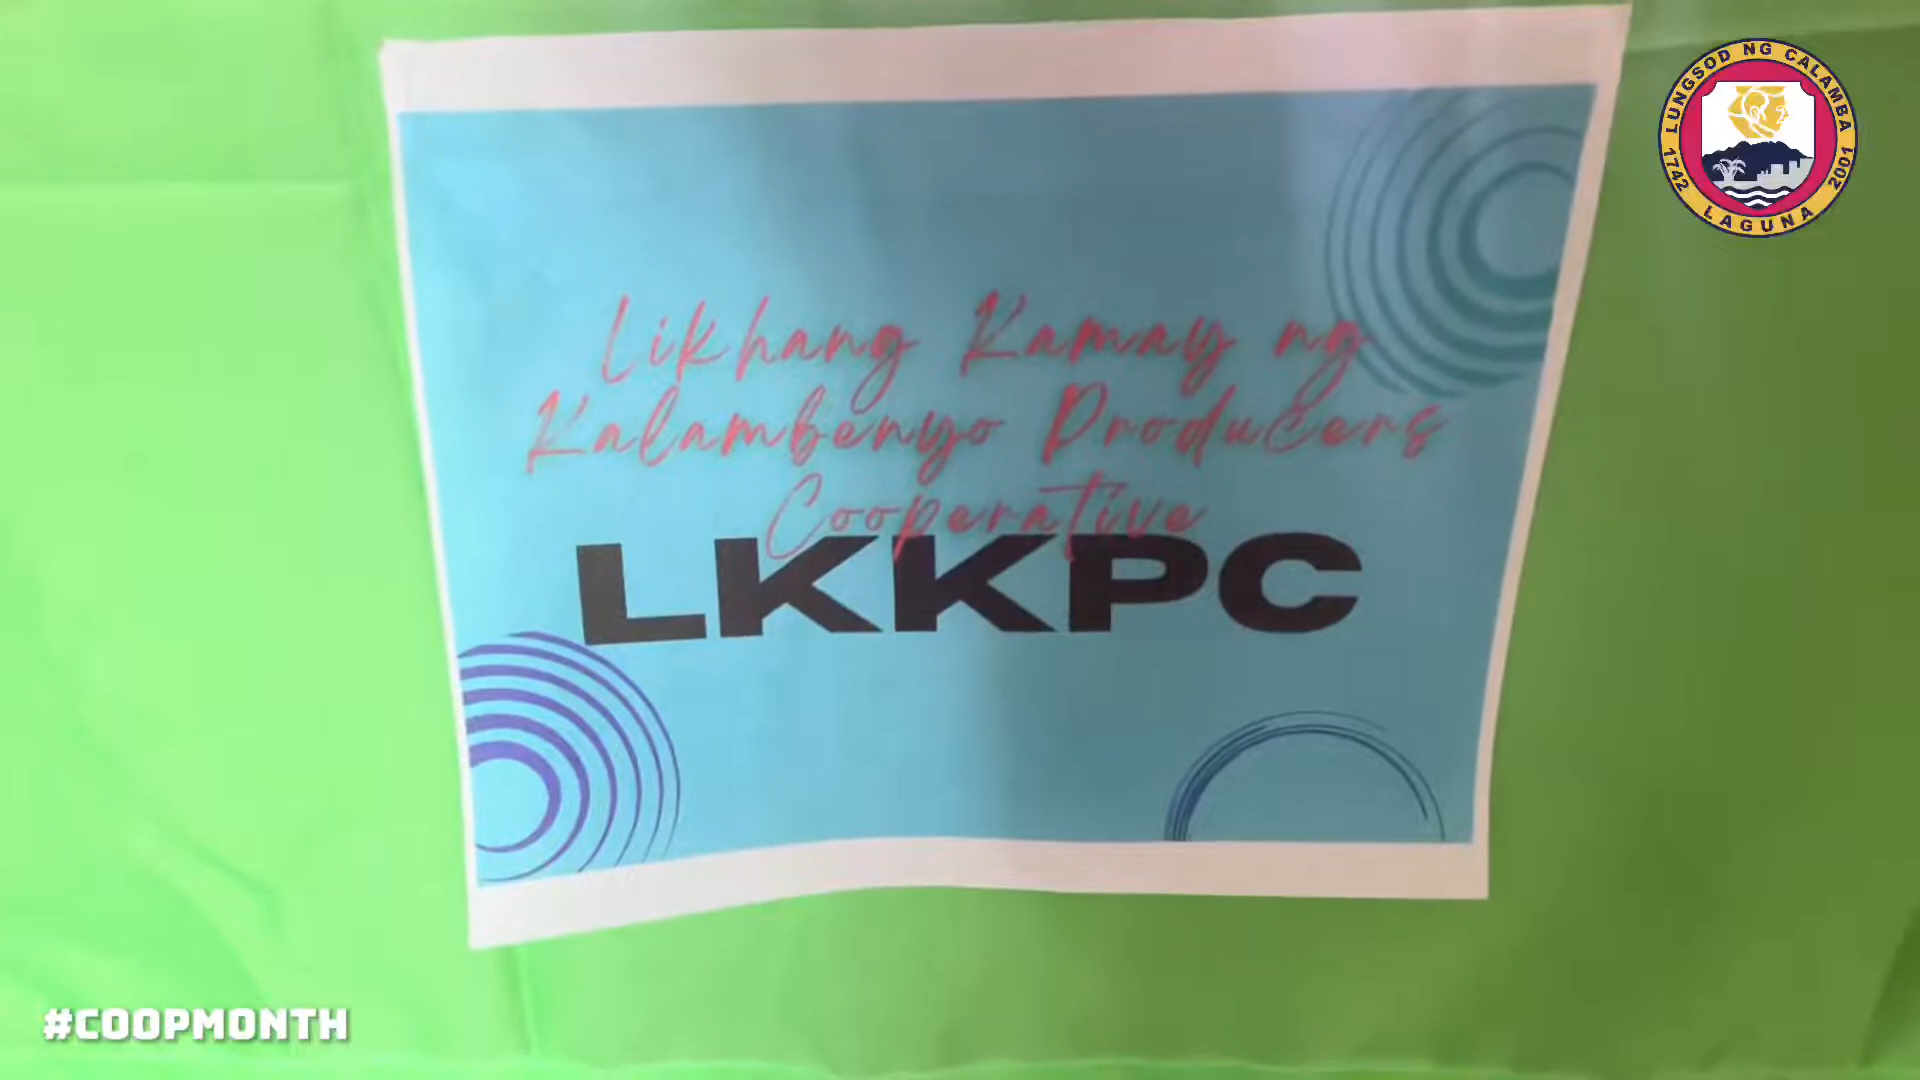 Likhang Kamay ng
Kalambenyo Producers
Cooperative
LKKPC
LUNGSOD NG CALAMBA
1742
2001
LAGUNA
#COOPMONTH